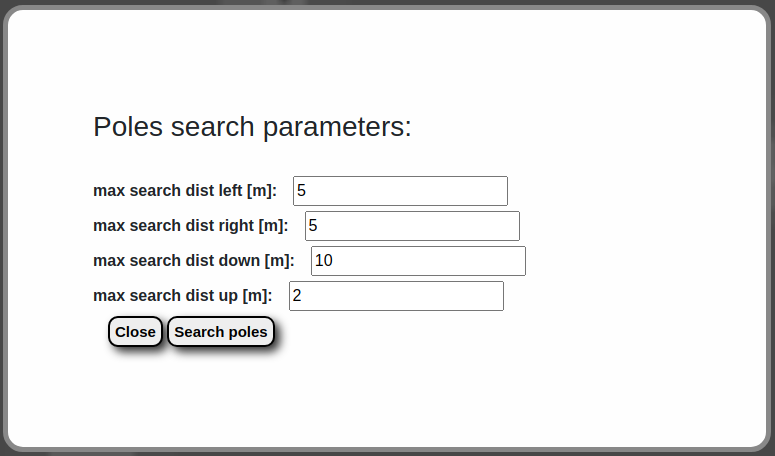 Poles search parameters:
max search dist left [m]: 5
max search dist right [m]: 5
max search dist down [m]: 10
max search dist up [m]: 2
Close Search poles